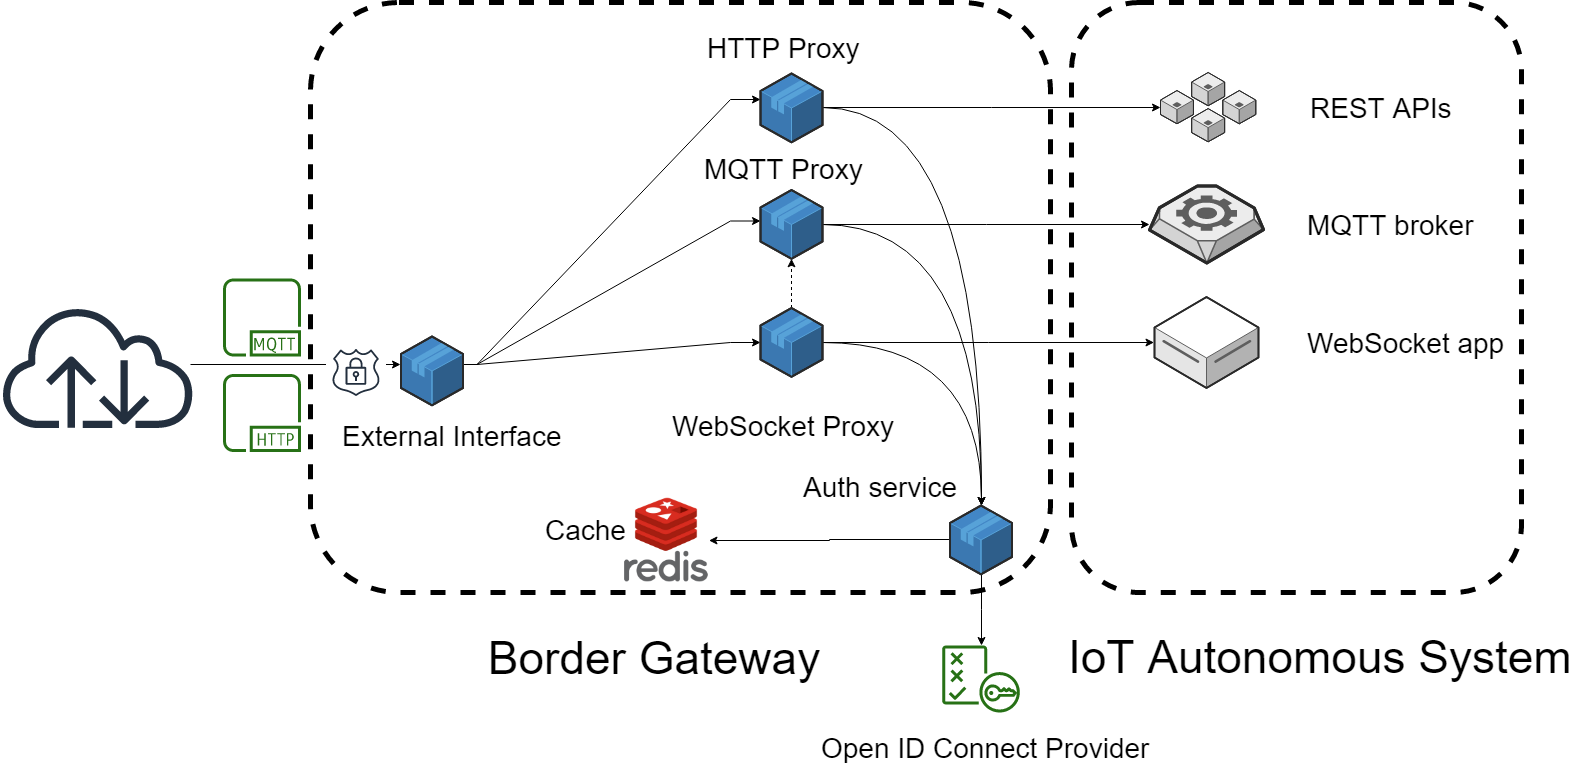 HTTP Proxy
REST APIs
MQTT Proxy
MQTT broker
MQTT
WebSocket app
HTTP
External Interface
WebSocket Proxy
Auth service
Cache
redis
Border Gateway
IoT Autonomous System
Open ID Connect Provider